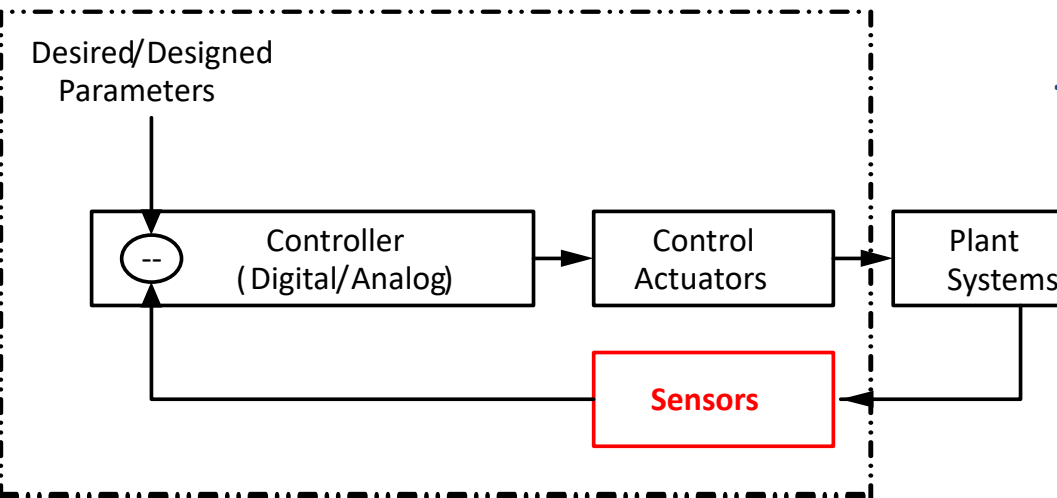 Desired/Designed
Parameters
--
Controller
(Digital/Analog)
Control
Actuators
Plant
Systems
Sensors